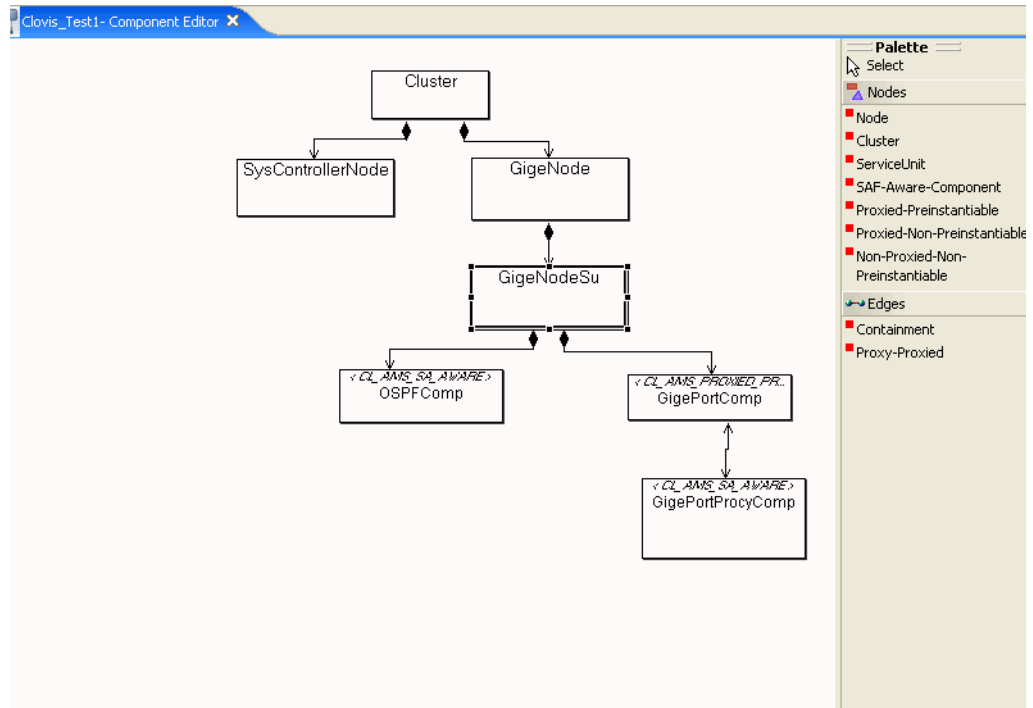 Clovis_Test1- Component Editor
Palette
Select
Nodes
Node
Cluster
ServiceUnit
SAF-Aware-Component
Proxied-Preinstantiable
Proxied-Non-Preinstantiable
Non-Proxied-Non-
Preinstantiable
Edges
Containment
Proxy-Proxied
Cluster
SysControllerNode
GigeNode
GigeNodeSu
< CL_AMS_SA_AWARE>
OSPFComp
< CL_AMS_PROXIED_PR...
GigePortComp
< CL_AMS_SA_AWARE>
GigePortProcyComp